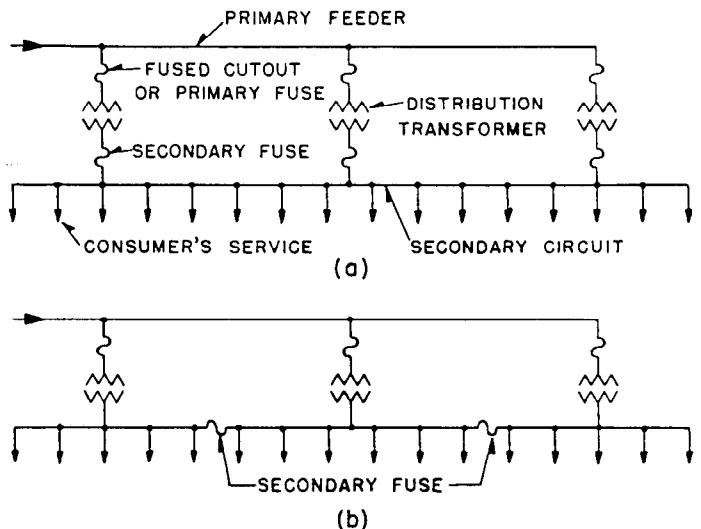 PRIMARY FEEDER
FUSED CUTOUT
OR PRIMARY FUSE
DISTRIBUTION
TRANSFORMER
SECONDARY FUSE
CONSUMER'S SERVICE
SECONDARY CIRCUIT
(a)
SECONDARY FUSE
(b)